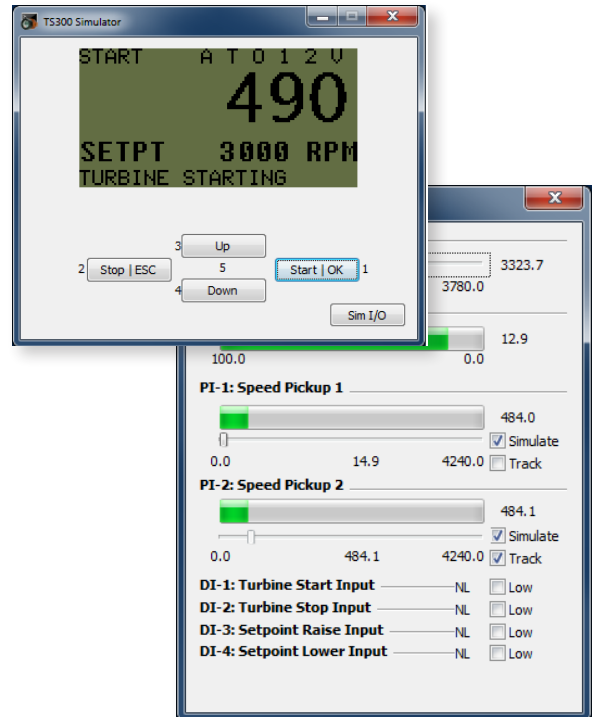 TS300 Simulator
START A T O 1 2 V
490
SETPT 3000 RPM
TURBINE STARTING
3 Up
2 Stop | ESC 5 Start | OK 1
4 Down
Sim I/O
3323.7
3780.0
12.9
100.0 0.0
PI-1: Speed Pickup 1
484.0
Simulate
0.0 14.9 4240.0 Track
PI-2: Speed Pickup 2
484.1
Simulate
0.0 484.1 4240.0 Track
DI-1: Turbine Start Input NL Low
DI-2: Turbine Stop Input NL Low
DI-3: Setpoint Raise Input NL Low
DI-4: Setpoint Lower Input NL Low